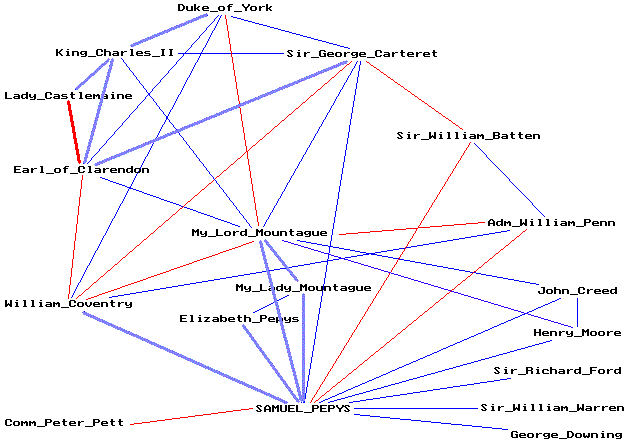 Duke_of_York
King_Charles_II
Sir_George_Carteret
Lady_Castlemaine
Sir_William_Batten
Earl_of_Clarendon
Adm_William_Penn
My_Lord_Mountague
My_Lady_Mountague
John_Creed
William_Coventry
Elizabeth_Pepys
Henry_Moore
Sir_Richard_Ford
SAMUEL_PEPYS
Sir_William_Warren
Comm_Peter_Pett
George_Downing